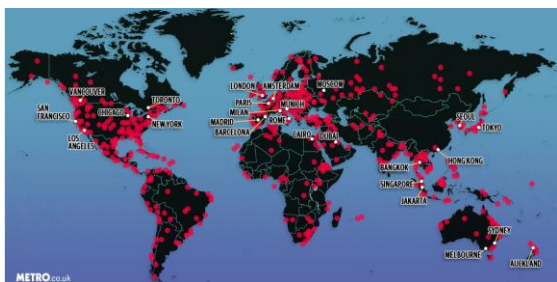 VANCOUVER
SAN
FRANCISCO
LOS
ANGELES
CHICAGO
TORONTO
NEW YORK
LONDON
AMSTERDAM
PARIS
MILAN
MADRID
BARCELONA
MUNICH
ROME
MOSCOW
CAIRO
DUBAI
SEOUL
TOKYO
HONG KONG
BANGKOK
SINGAPORE
JAKARTA
SYDNEY
MELBOURNE
AUCKLAND
METRO.co.uk